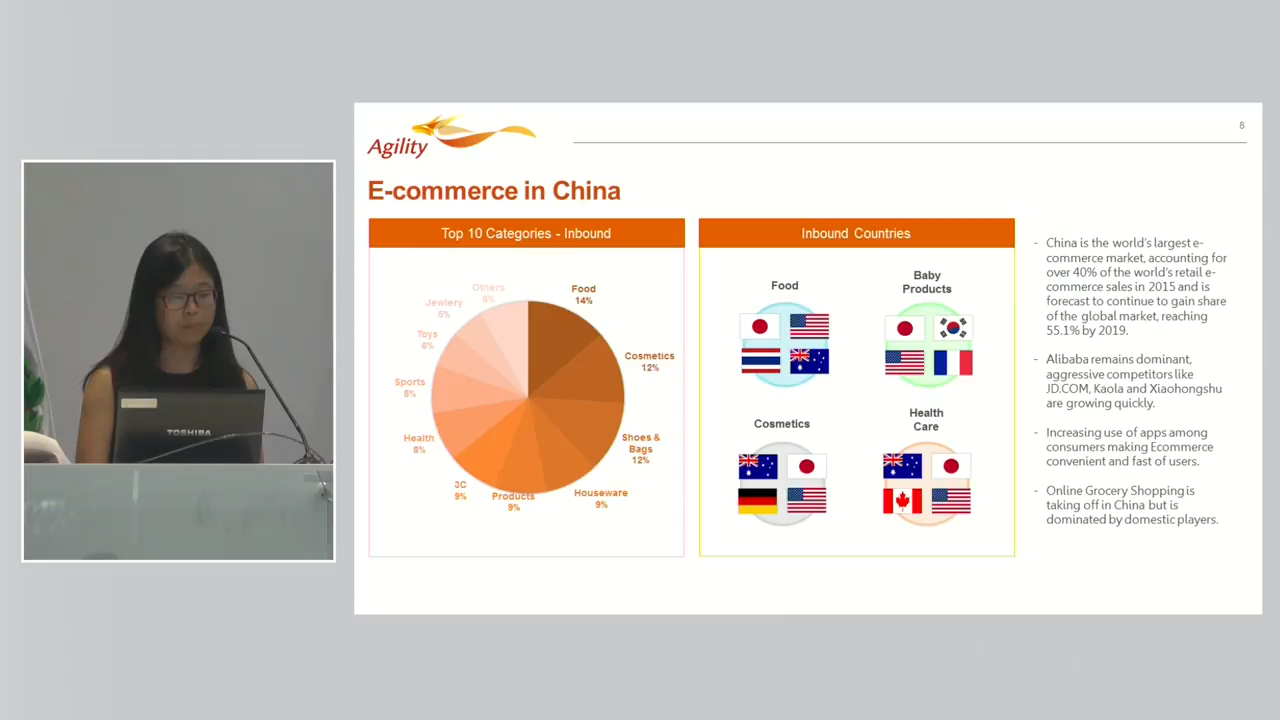 Agility
8
E-commerce in China
Top 10 Categories - Inbound
Others
Jewlery
5%
Toys
6%
Sports
8%
Health
8%
3C
9%
Products
9%
Houseware
9%
Shoes &
Bags
12%
Cosmetics
12%
Food
14%
Inbound Countries
Food
Baby
Products
Cosmetics
Health
Care
- China is the world's largest e-
commerce market, accounting for
over 40% of the world's retail e-
commerce sales in 2015 and is
forecast to continue to gain share
of the global market, reaching
55.1% by 2019.
- Alibaba remains dominant,
aggressive competitors like
JD.COM, Kaola and Xiaohongshu
are growing quickly.
- Increasing use of apps among
consumers making Ecommerce
convenient and fast of users.
- Online Grocery Shopping is
taking off in China but is
dominated by domestic players.
TOSHIBA